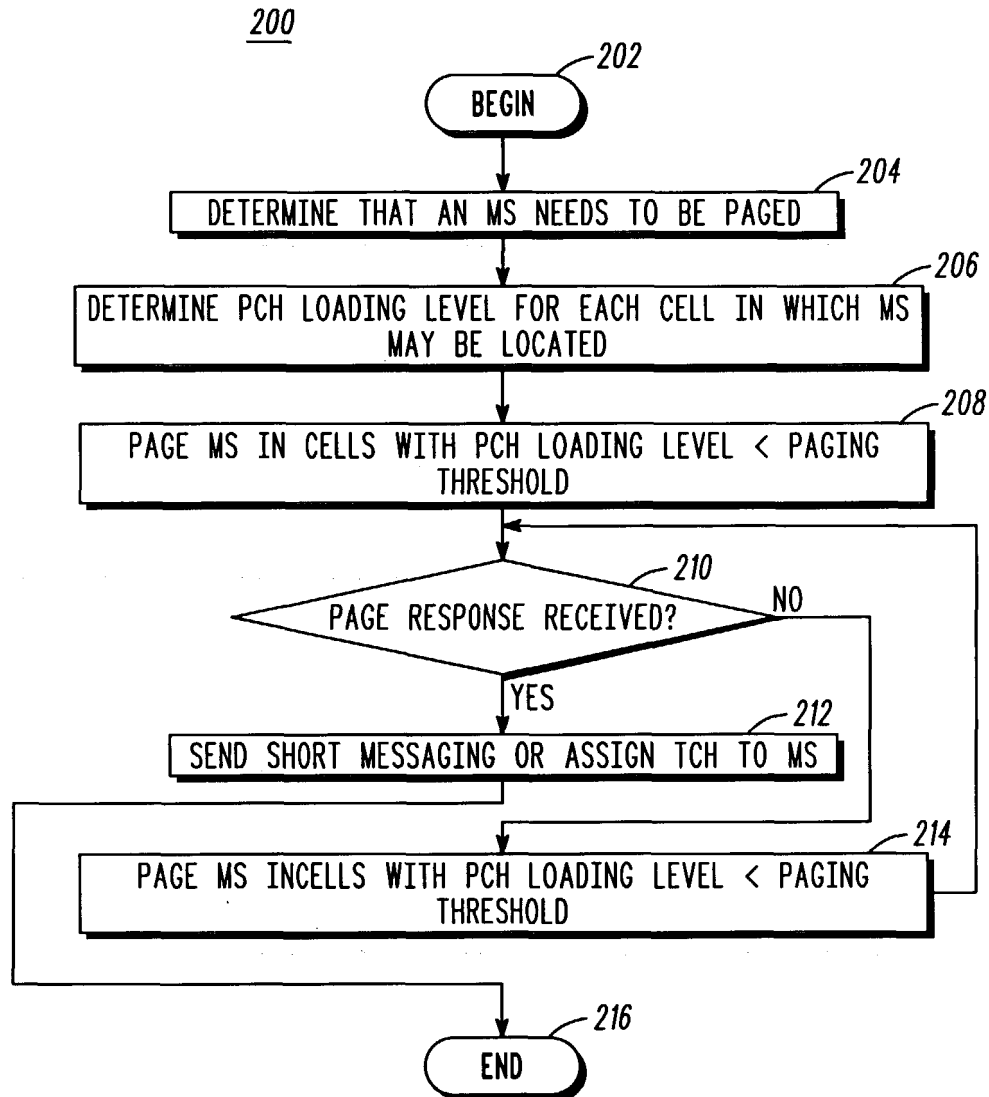 200
202
BEGIN
204
DETERMINE THAT AN MS NEEDS TO BE PAGED
206
DETERMINE PCH LOADING LEVEL FOR EACH CELL IN WHICH MS
MAY BE LOCATED
208
PAGE MS IN CELLS WITH PCH LOADING LEVEL < PAGING
THRESHOLD
210
PAGE RESPONSE RECEIVED?
NO
YES
212
SEND SHORT MESSAGING OR ASSIGN TCH TO MS
214
PAGE MS INCELLS WITH PCH LOADING LEVEL < PAGING
THRESHOLD
216
END